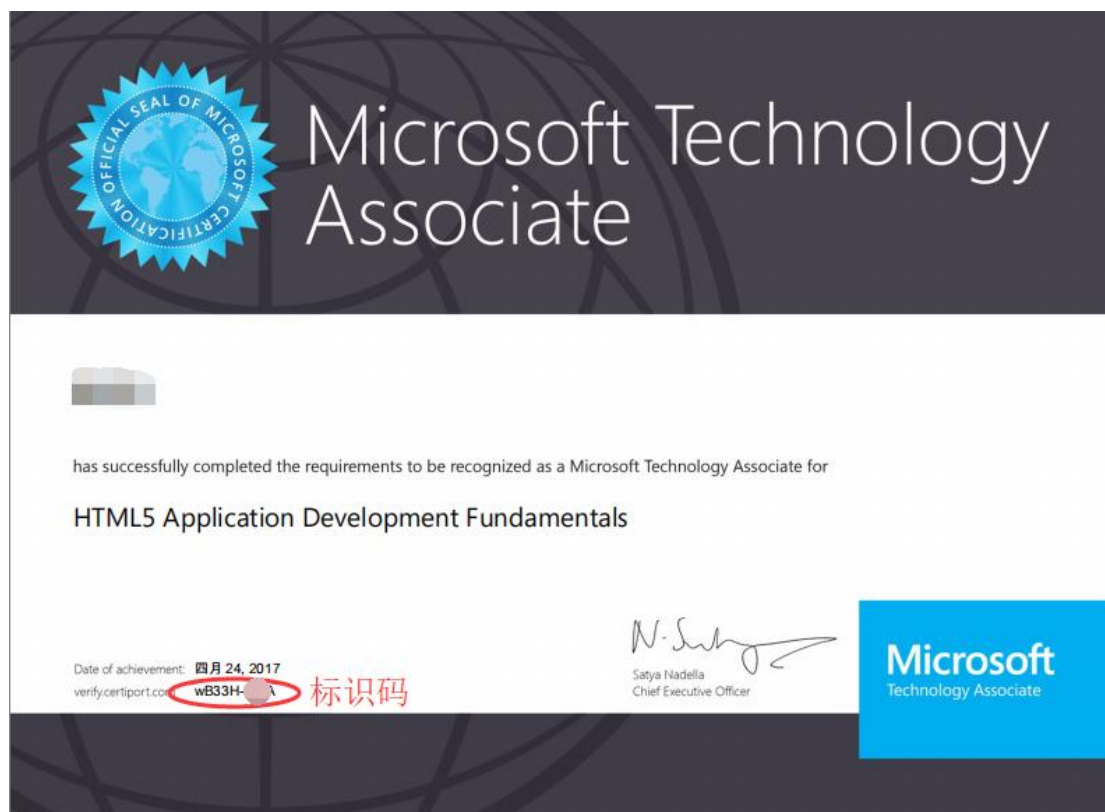 OFFICIAL SEAL OF MICROSOFT CERTIFICATION
Microsoft Technology
Associate
has successfully completed the requirements to be recognized as a Microsoft Technology Associate for
HTML5 Application Development Fundamentals
Date of achievement: 四月 24, 2017
verify.certiport.com wB33H- A 标识码
Satya Nadella
Chief Executive Officer
Microsoft
Technology Associate